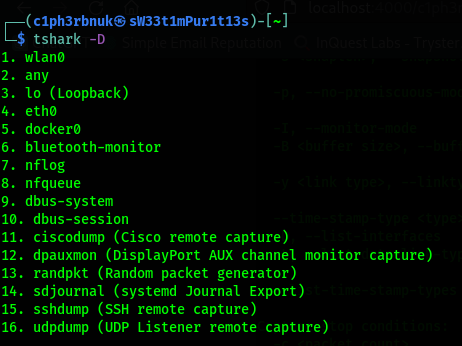 ┌──(c1ph3rbnuk㉿sW33t1mPur1t13s)-[~]
└─$ tshark -D
1. wlan0
2. any
3. lo (Loopback)
4. eth0
5. docker0
6. bluetooth-monitor
7. nflog
8. nfqueue
9. dbus-system
10. dbus-session
11. ciscodump (Cisco remote capture)
12. dpauxmon (DisplayPort AUX channel monitor capture)
13. randpkt (Random packet generator)
14. sdjournal (systemd Journal Export)
15. sshdump (SSH remote capture)
16. udpdump (UDP Listener remote capture)